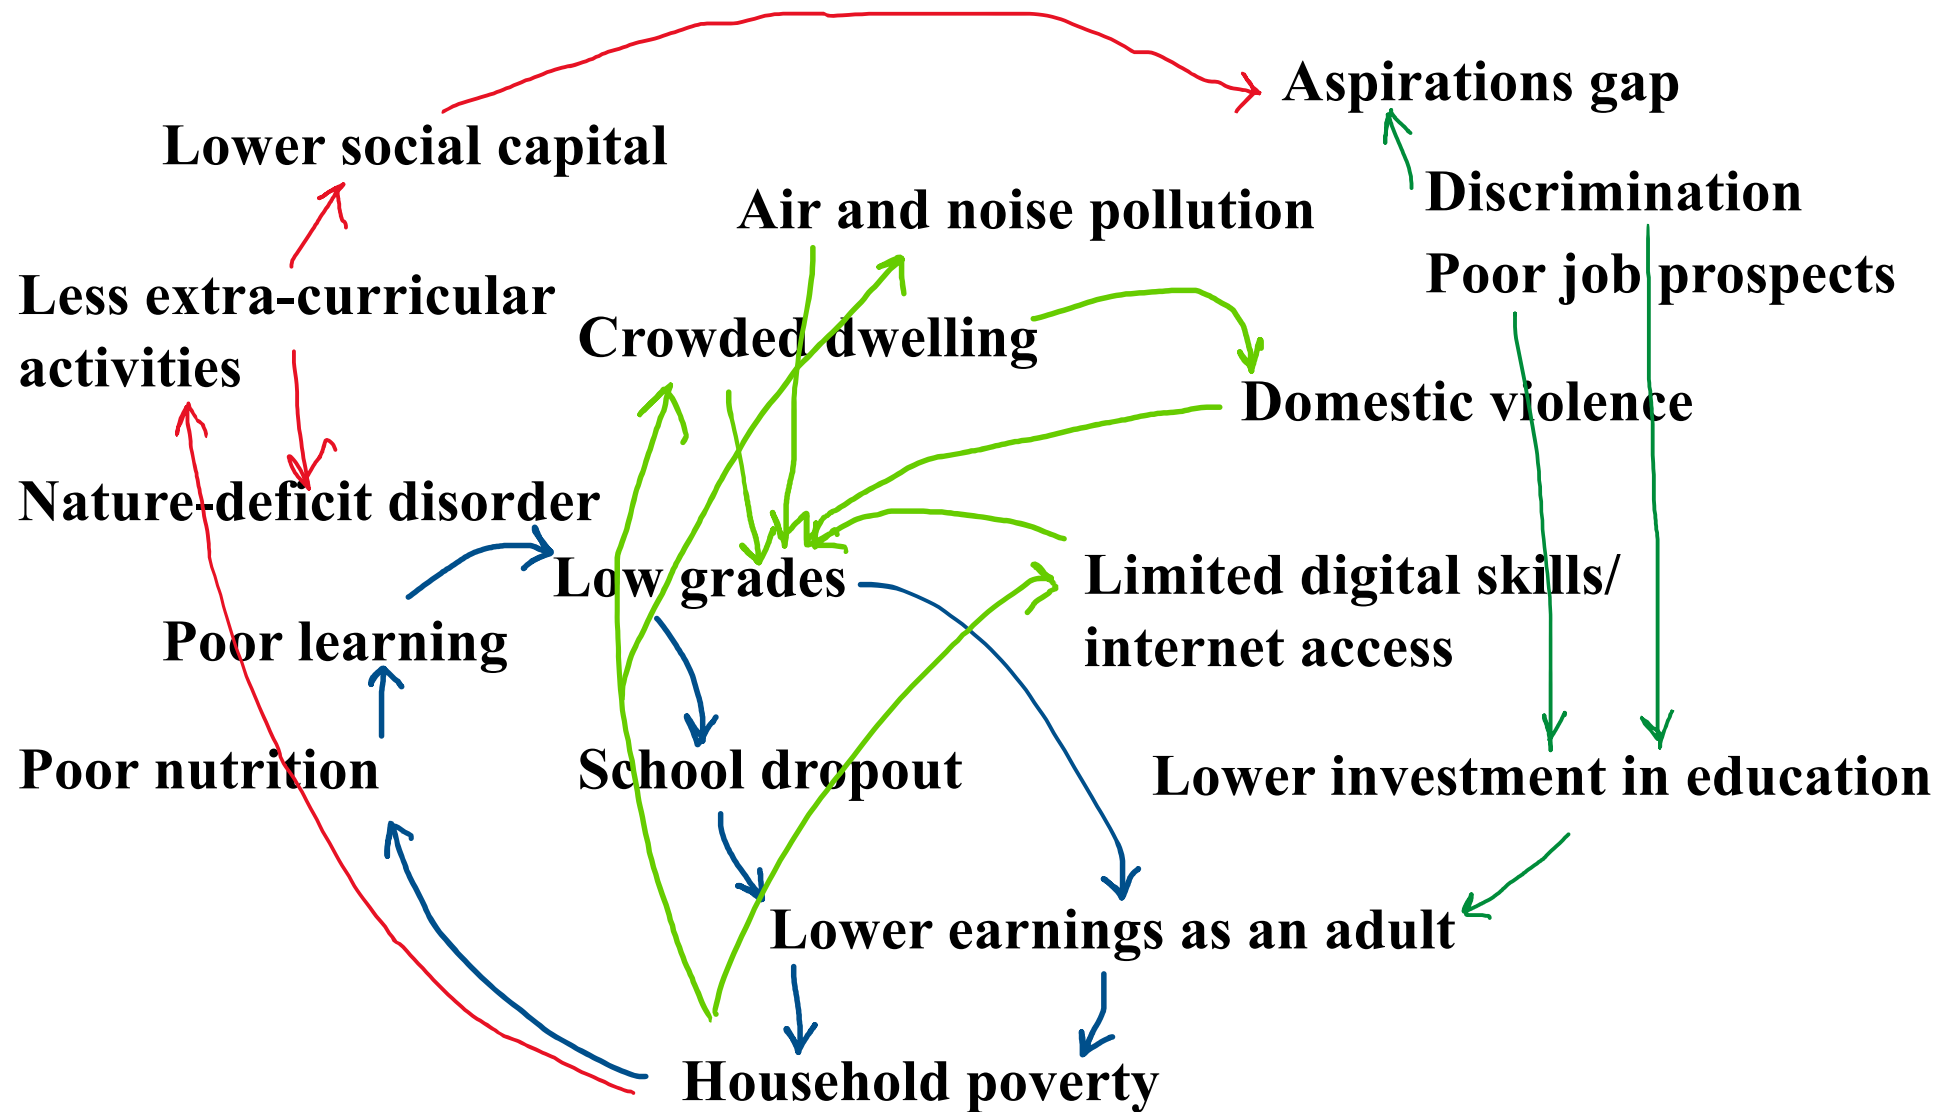 Aspirations gap
Lower social capital
Discrimination
Air and noise pollution
Poor job prospects
Less extra-curricular
activities
Crowded dwelling
Domestic violence
Nature-deficit disorder
Low grades
Limited digital skills/
internet access
Poor learning
Poor nutrition
School dropout
Lower investment in education
Lower earnings as an adult
Household poverty